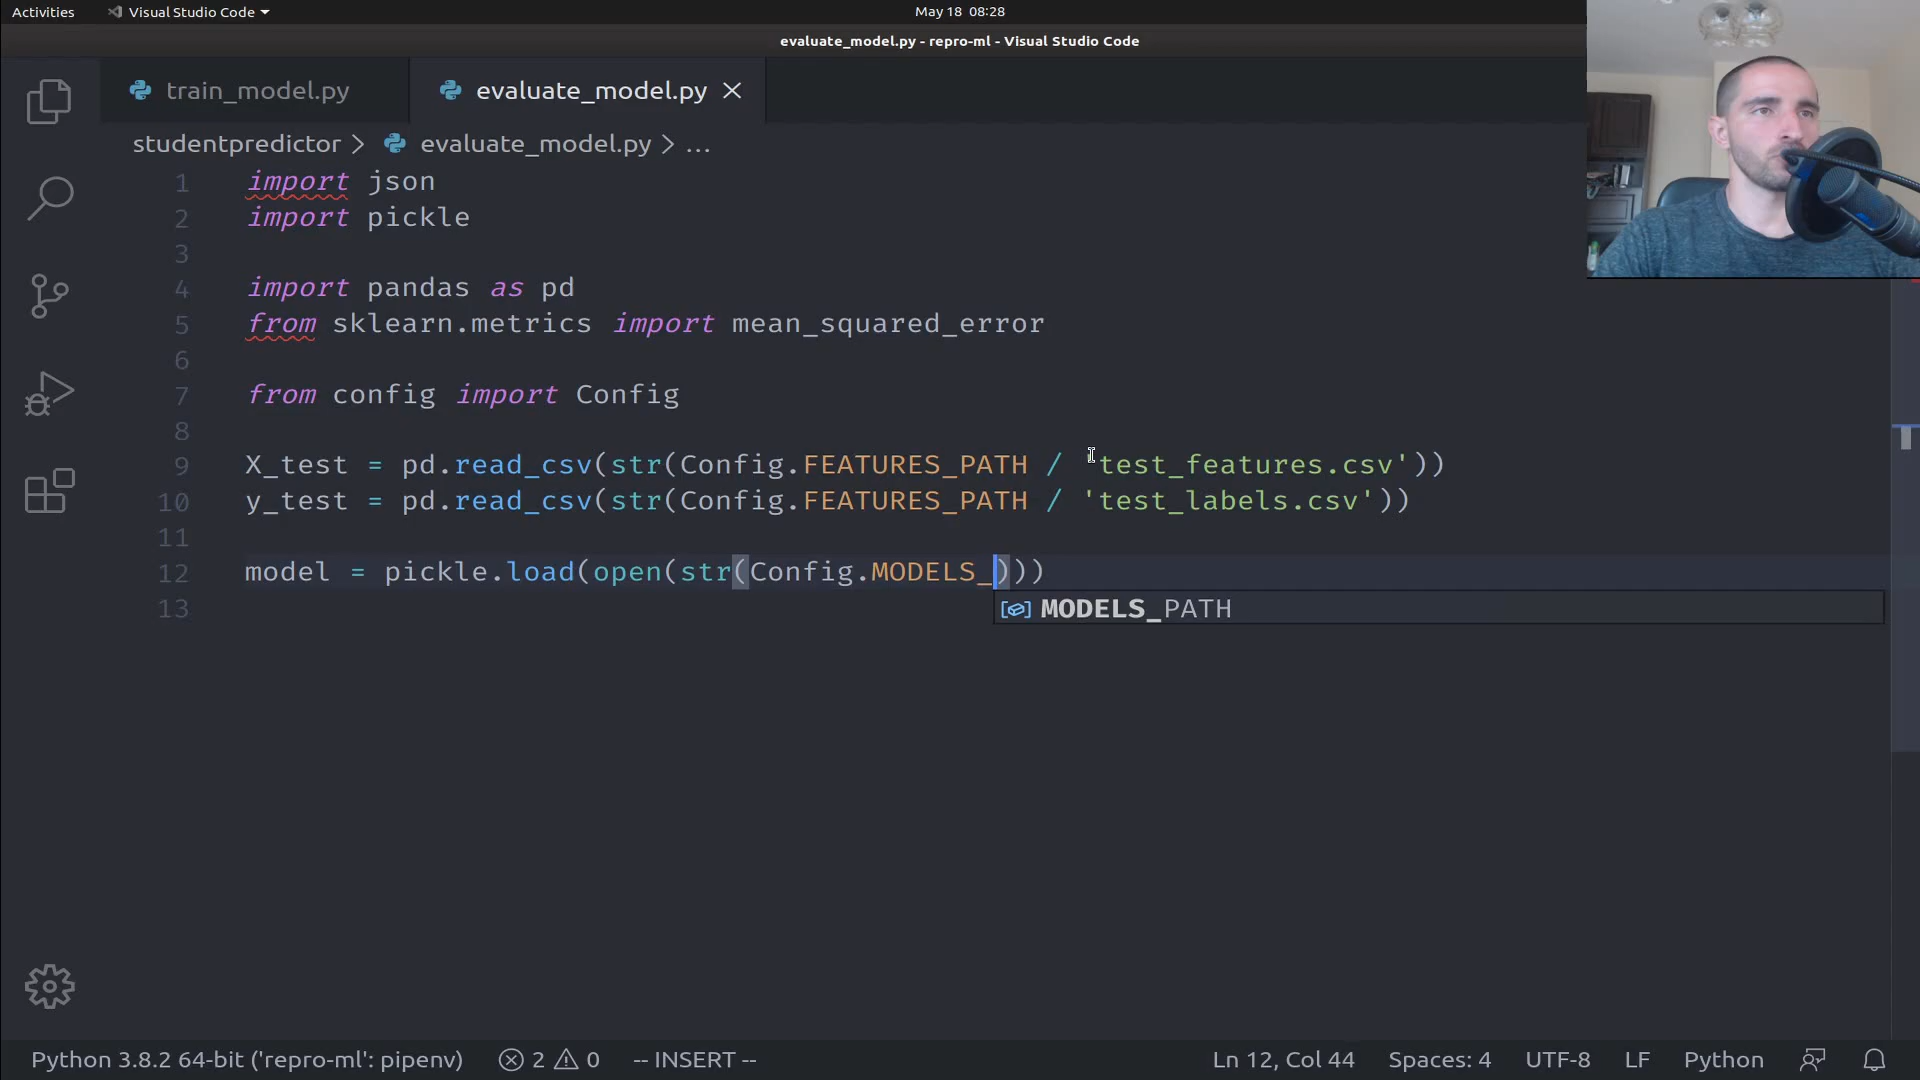 Activities
Visual Studio Code
May 18 08:28
evaluate_model.py - repro-ml - Visual Studio Code
train_model.py
evaluate_model.py
studentpredictor > evaluate_model.py > ...
1 import json
2 import pickle
3
4 import pandas as pd
5 from sklearn.metrics import mean_squared_error
6
7 from config import Config
8
9 X_test = pd.read_csv(str(Config.FEATURES_PATH / 'test_features.csv'))
10 y_test = pd.read_csv(str(Config.FEATURES_PATH / 'test_labels.csv'))
11
12 model = pickle.load(open(str(Config.MODELS_)))
MODELS_PATH
13
Python 3.8.2 64-bit ('repro-ml': pipenv)
2
0
-- INSERT --
Ln 12, Col 44
Spaces: 4
UTF-8
LF
Python